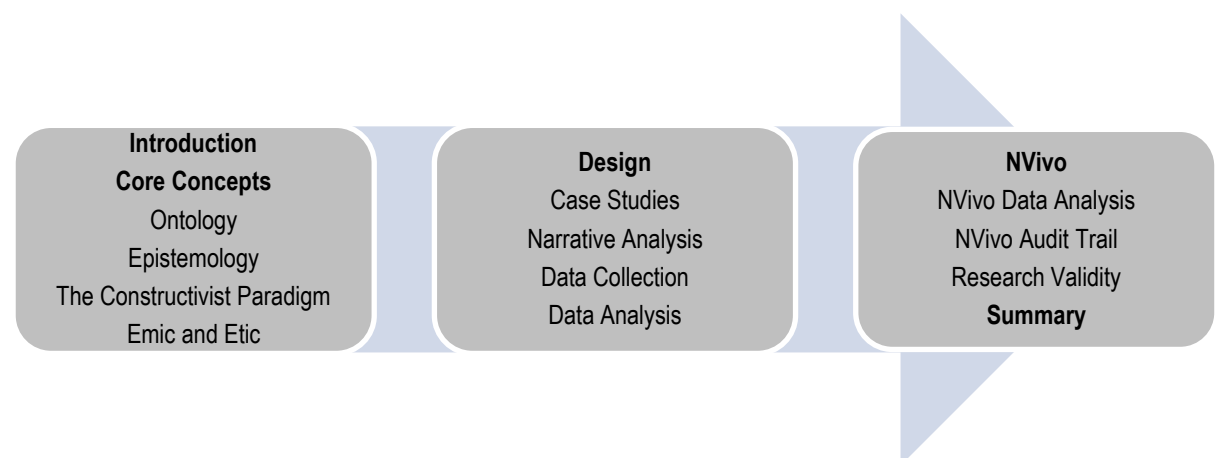 Introduction
Core Concepts
Ontology
Epistemology
The Constructivist Paradigm
Emic and Etic
Design
Case Studies
Narrative Analysis
Data Collection
Data Analysis
NVivo
NVivo Data Analysis
NVivo Audit Trail
Research Validity
Summary